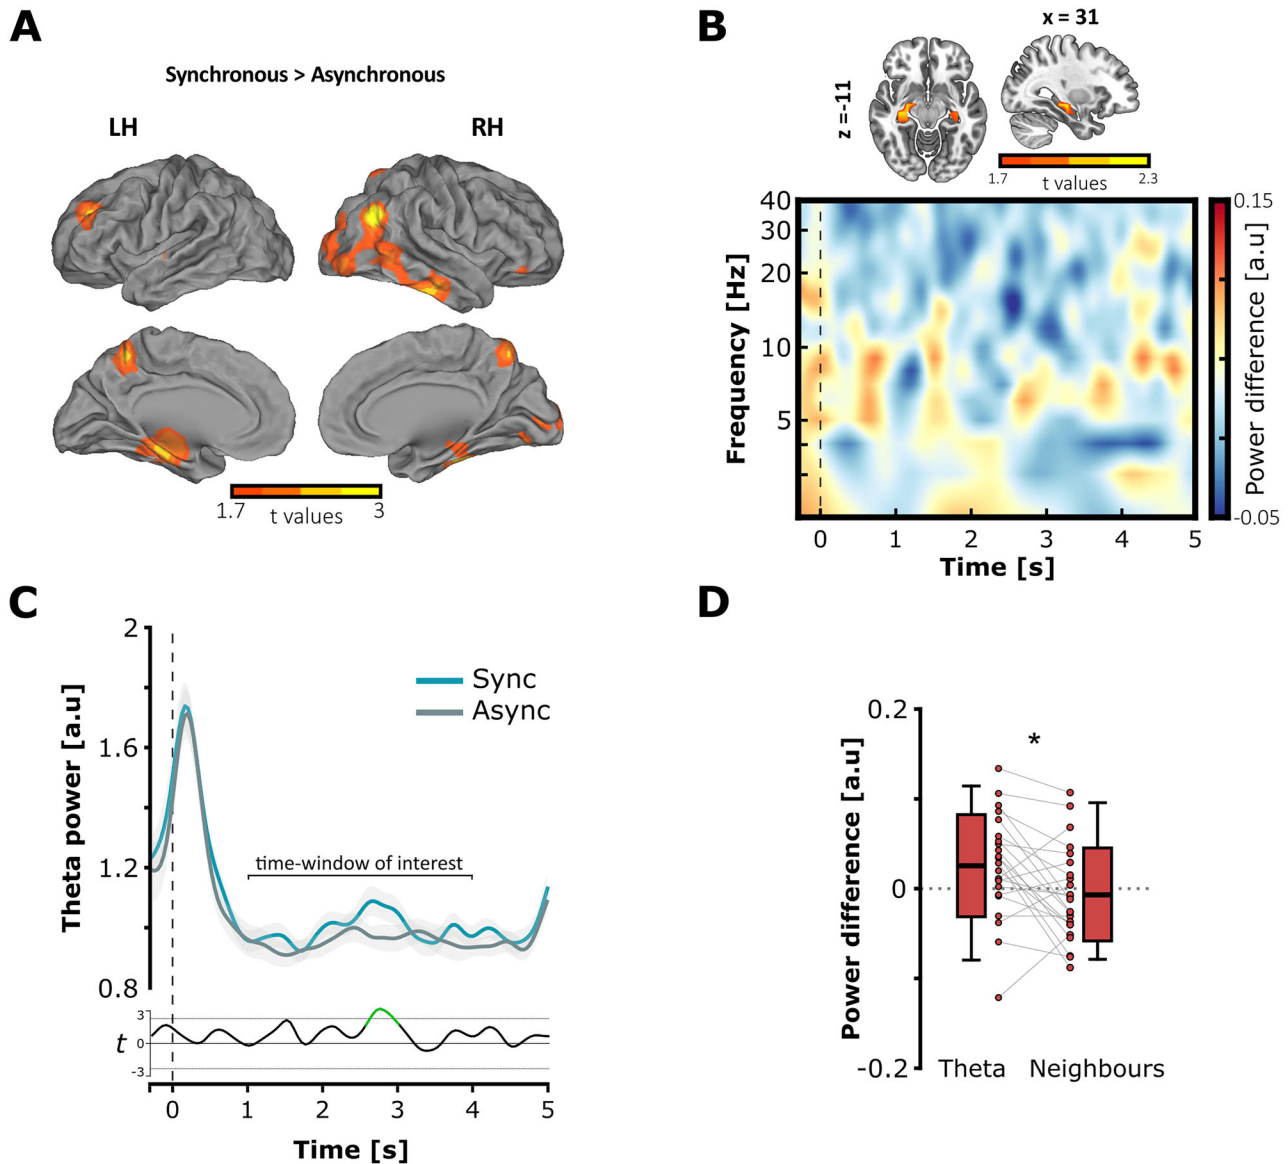 A
Synchronous > Asynchronous
LH
RH
1.7
3
t values
B
x = 31
z = -11
1.7
2.3
t values
40
30
20
10
5
Frequency [Hz]
0
1
2
3
4
5
Time [s]
0.15
-0.05
Power difference [a.u]
C
2
1.6
1.2
0.8
Theta power [a.u]
Sync
Async
time-window of interest
3
0
-3
t
0
1
2
3
4
5
Time [s]
D
0.2
0
-0.2
Power difference [a.u]
*
Theta
Neighbours